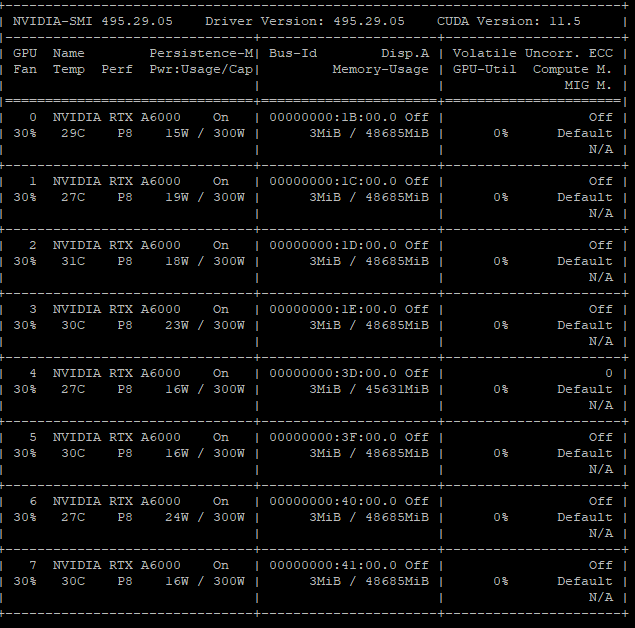 NVIDIA-SMI 495.29.05    Driver Version: 495.29.05    CUDA Version: 11.5
GPU  Name        Persistence-M| Bus-Id        Disp.A | Volatile Uncorr. ECC
Fan  Temp  Perf  Pwr:Usage/Cap|         Memory-Usage | GPU-Util  Compute M.
MIG M.
0  NVIDIA RTX A6000    On  | 00000000:1B:00.0 Off |                  Off
30%   29C    P8    15W / 300W |      3MiB / 48685MiB |      0%      Default
N/A
1  NVIDIA RTX A6000    On  | 00000000:1C:00.0 Off |                  Off
30%   27C    P8    19W / 300W |      3MiB / 48685MiB |      0%      Default
N/A
2  NVIDIA RTX A6000    On  | 00000000:1D:00.0 Off |                  Off
30%   31C    P8    18W / 300W |      3MiB / 48685MiB |      0%      Default
N/A
3  NVIDIA RTX A6000    On  | 00000000:1E:00.0 Off |                  Off
30%   30C    P8    23W / 300W |      3MiB / 48685MiB |      0%      Default
N/A
4  NVIDIA RTX A6000    On  | 00000000:3D:00.0 Off |                    0
30%   27C    P8    16W / 300W |      3MiB / 45631MiB |      0%      Default
N/A
5  NVIDIA RTX A6000    On  | 00000000:3F:00.0 Off |                  Off
30%   30C    P8    16W / 300W |      3MiB / 48685MiB |      0%      Default
N/A
6  NVIDIA RTX A6000    On  | 00000000:40:00.0 Off |                  Off
30%   27C    P8    24W / 300W |      3MiB / 48685MiB |      0%      Default
N/A
7  NVIDIA RTX A6000    On  | 00000000:41:00.0 Off |                  Off
30%   30C    P8    16W / 300W |      3MiB / 48685MiB |      0%      Default
N/A